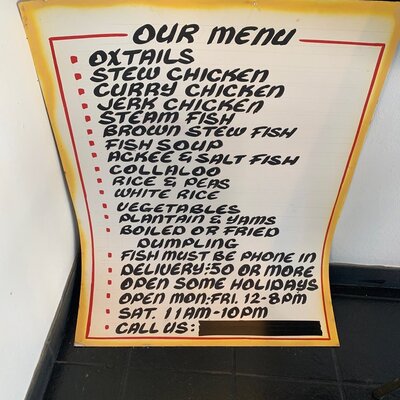 OUR MENU
OXTAILS
STEW CHICKEN
CURRY CHICKEN
JERK CHICKEN
STEAM FISH
BROWN STEW FISH
FISH SOUP
ACKEE & SALT FISH
COLLALOO
RICE & PEAS
WHITE RICE
VEGETABLES
PLANTAIN & YAMS
BOILED OR FRIED
DUMPLING
FISH MUST BE PHONE IN
DELIVERY:50 OR MORE
OPEN SOME HOLIDAYS
OPEN MON:FRI. 12-8PM
SAT. 11AM-10PM
CALL US: